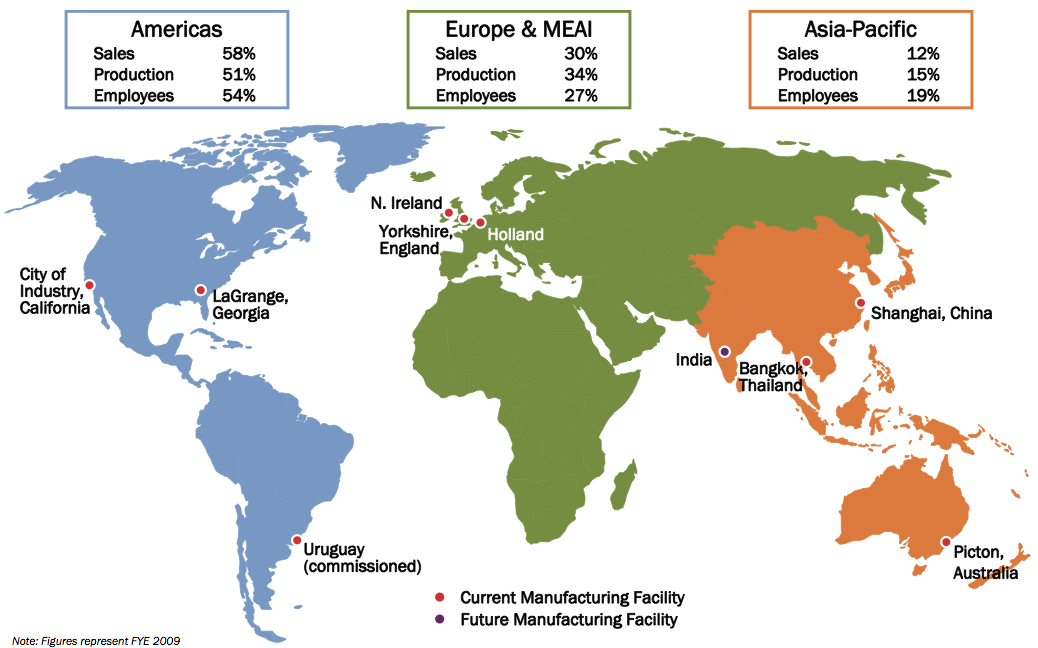 Americas
Sales 58%
Production 51%
Employees 54%
Europe & MEAI
Sales 30%
Production 34%
Employees 27%
Asia-Pacific
Sales 12%
Production 15%
Employees 19%
N. Ireland
Yorkshire,
England
Holland
City of
Industry,
California
LaGrange,
Georgia
Shanghai, China
India
Bangkok,
Thailand
Uruguay
(commissioned)
Picton,
Australia
Current Manufacturing Facility
Future Manufacturing Facility
Note: Figures represent FYE 2009